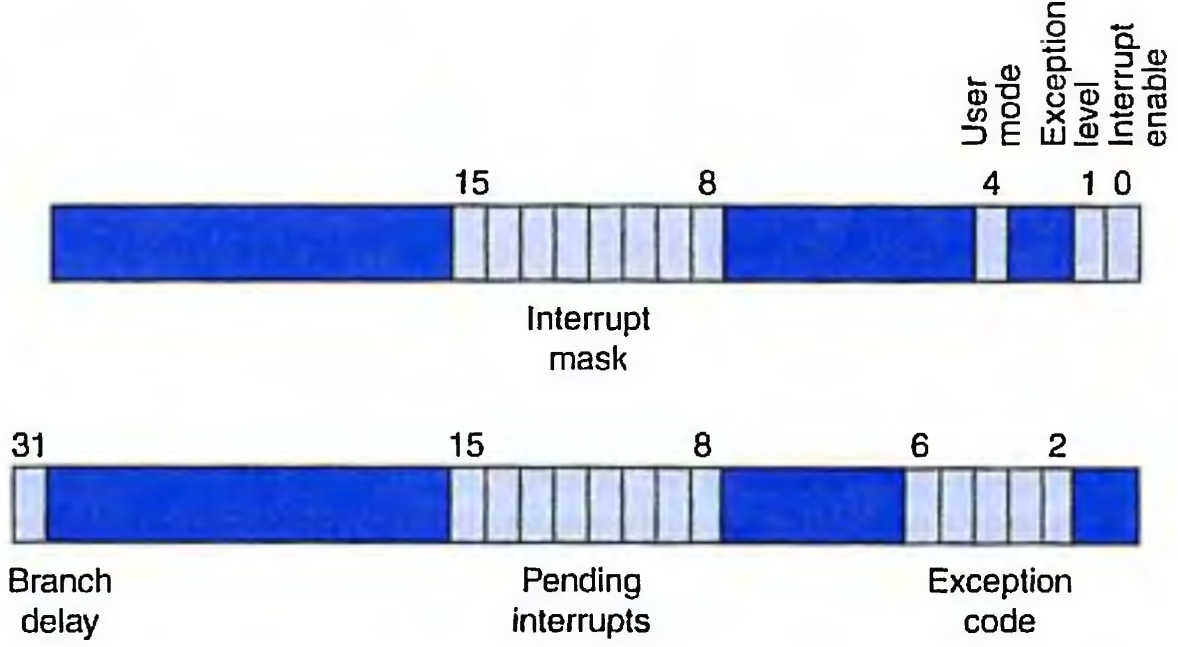 User
mode
Exception
level
Interrupt
enable
15 8 4 1 0
Interrupt
mask
31 15 8 6 2
Branch
delay
Pending
interrupts
Exception
code